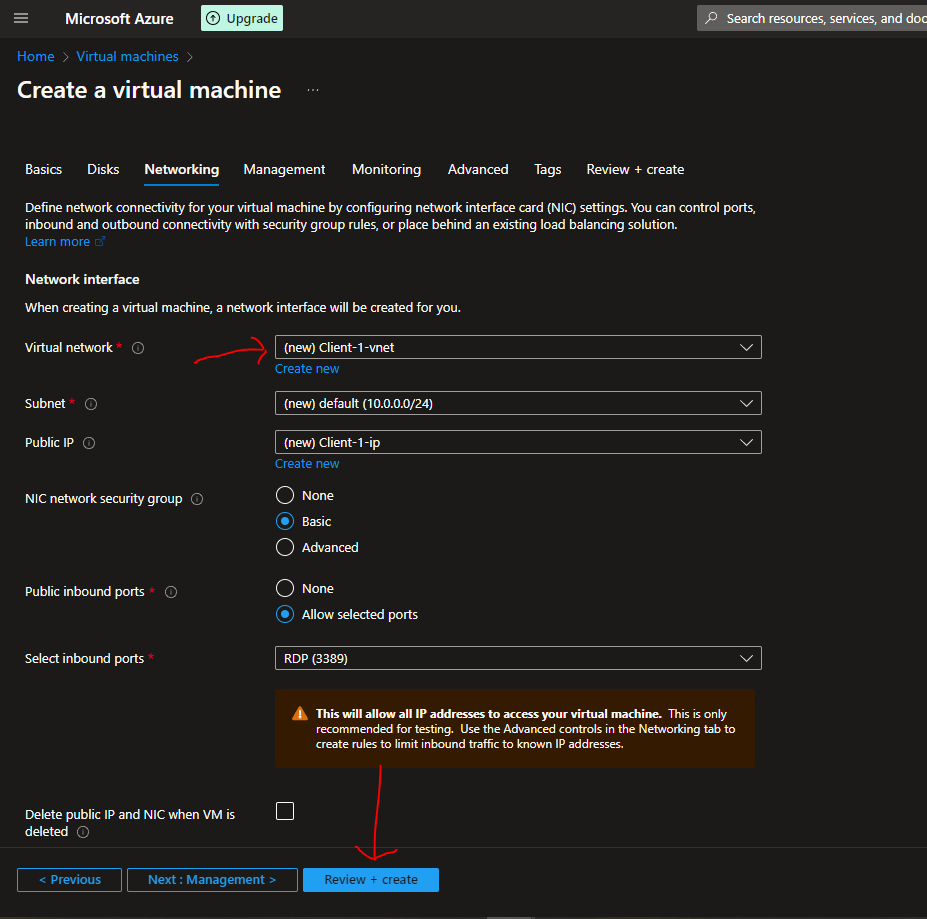 Microsoft Azure
Upgrade
Search resources, services, and doc
Home > Virtual machines >
Create a virtual machine ...
Basics Disks Networking Management Monitoring Advanced Tags Review + create
Define network connectivity for your virtual machine by configuring network interface card (NIC) settings. You can control ports,
inbound and outbound connectivity with security group rules, or place behind an existing load balancing solution.
Learn more
Network interface
When creating a virtual machine, a network interface will be created for you.
Virtual network * (new) Client-1-vnet
Create new
Subnet * (new) default (10.0.0.0/24)
Public IP (new) Client-1-ip
Create new
NIC network security group
None
Basic
Advanced
Public inbound ports *
None
Allow selected ports
Select inbound ports * RDP (3389)
This will allow all IP addresses to access your virtual machine. This is only
recommended for testing. Use the Advanced controls in the Networking tab to
create rules to limit inbound traffic to known IP addresses.
Delete public IP and NIC when VM is
deleted
< Previous
Next : Management >
Review + create